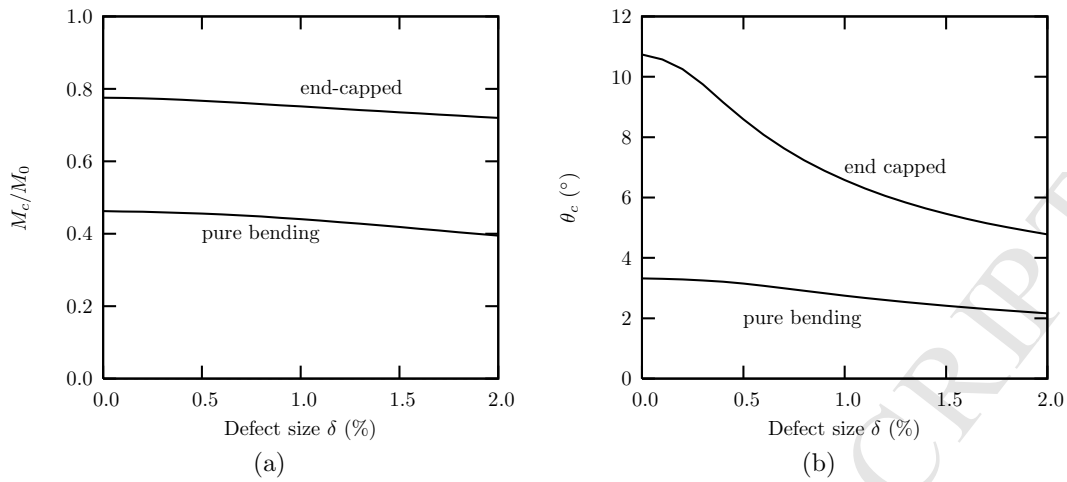 1.0
0.8
0.6
0.4
0.2
0.0
M_c/M_0
end-capped
pure bending
0.0 0.5 1.0 1.5 2.0
Defect size δ (%)
(a)
12
10
8
6
4
2
0
θ_c (°)
end capped
pure bending
0.0 0.5 1.0 1.5 2.0
Defect size δ (%)
(b)
CRIPT